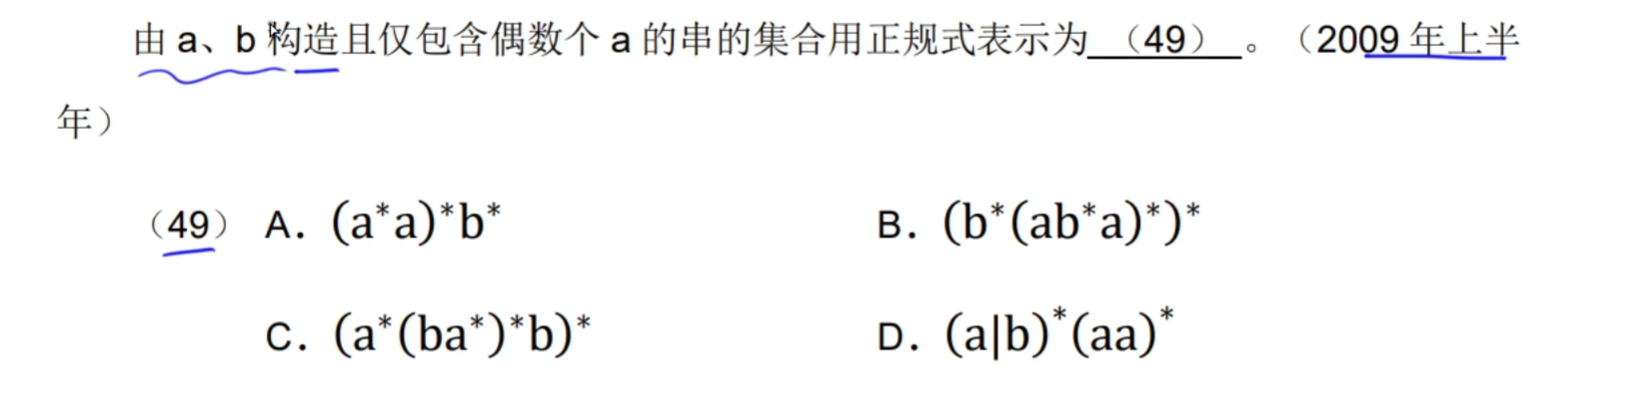 由 a、b 构造且仅包含偶数个 a 的串的集合用正规式表示为 （49） 。（2009 年上半
年）
（49） A. (a*a)*b* B. (b*(ab*a)*)*
C. (a*(ba*)*b)* D. (a|b)*(aa)*